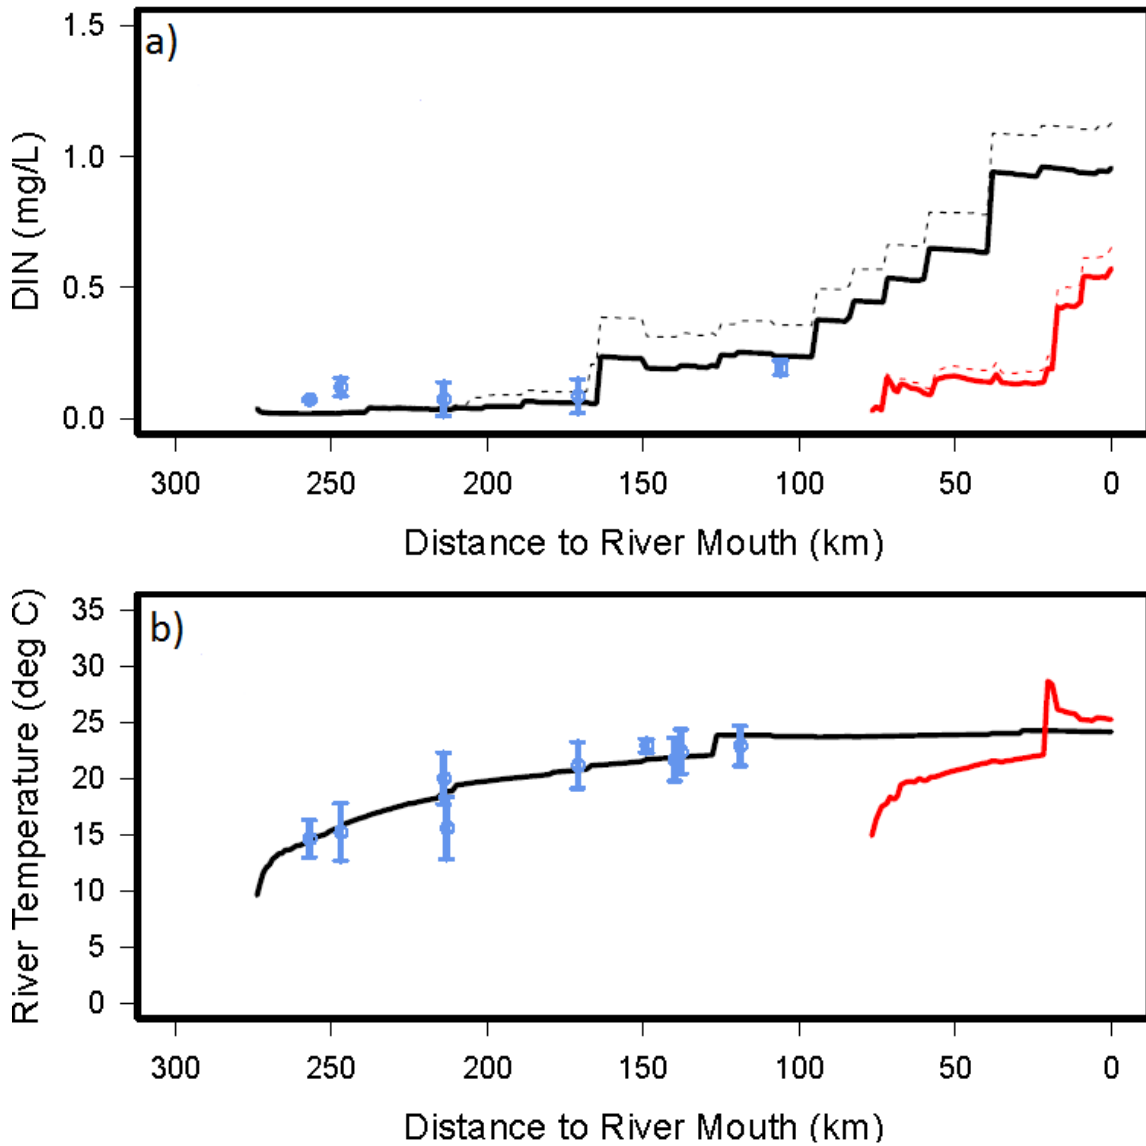 a)
DIN (mg/L)
1.5
1.0
0.5
0.0
300 250 200 150 100 50 0
Distance to River Mouth (km)
b)
River Temperature (deg C)
35
30
25
20
15
10
5
0
300 250 200 150 100 50 0
Distance to River Mouth (km)